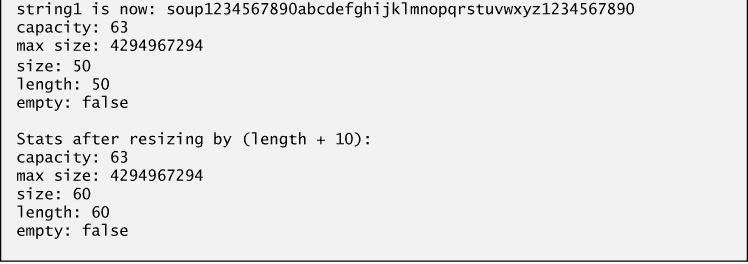 string1 is now: soup1234567890abcdefghijklmnopqrstuvwxyz1234567890
capacity: 63
max size: 4294967294
size: 50
length: 50
empty: false
Stats after resizing by (length + 10):
capacity: 63
max size: 4294967294
size: 60
length: 60
empty: false